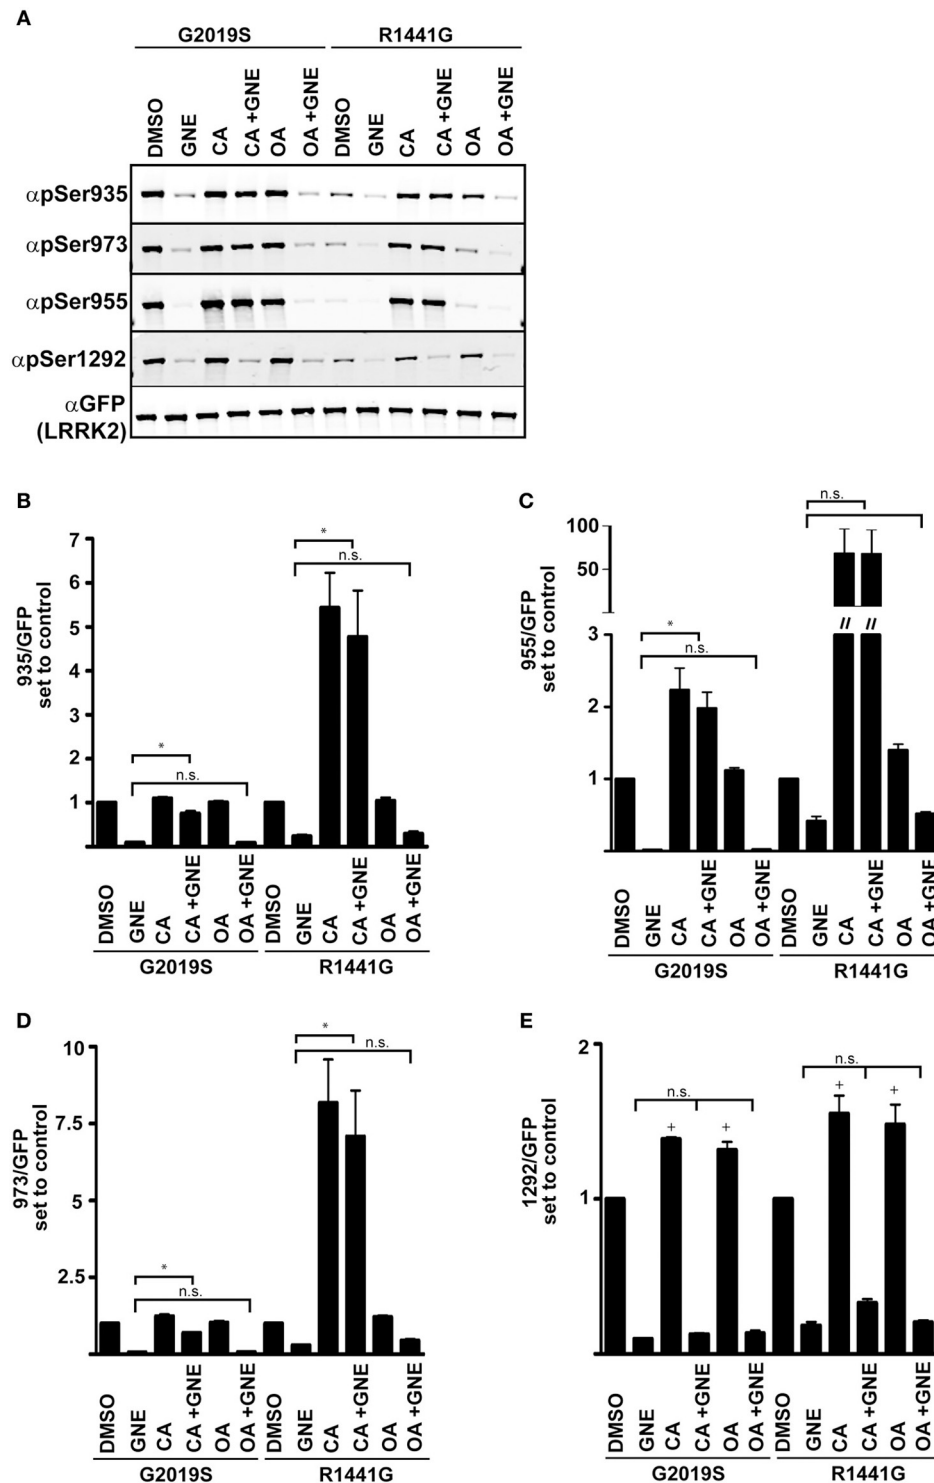 A
G2019S R1441G
DMSO GNE CA CA +GNE OA OA +GNE DMSO GNE CA CA +GNE OA OA +GNE
αpSer935
αpSer973
αpSer955
αpSer1292
αGFP
(LRRK2)
B
935/GFP
set to control
7
6
5
4
3
2
1
*
n.s.
*
n.s.
DMSO GNE CA CA +GNE OA OA +GNE DMSO GNE CA CA +GNE OA OA +GNE
G2019S R1441G
C
955/GFP
set to control
100
50
3
2
1
*
n.s.
n.s.
//
//
DMSO GNE CA CA +GNE OA OA +GNE DMSO GNE CA CA +GNE OA OA +GNE
G2019S R1441G
D
973/GFP
set to control
10
7.5
5
2.5
*
n.s.
*
n.s.
DMSO GNE CA CA +GNE OA OA +GNE DMSO GNE CA CA +GNE OA OA +GNE
G2019S R1441G
E
1292/GFP
set to control
2
1
n.s.
+ +
n.s.
+ +
DMSO GNE CA CA +GNE OA OA +GNE DMSO GNE CA CA +GNE OA OA +GNE
G2019S R1441G